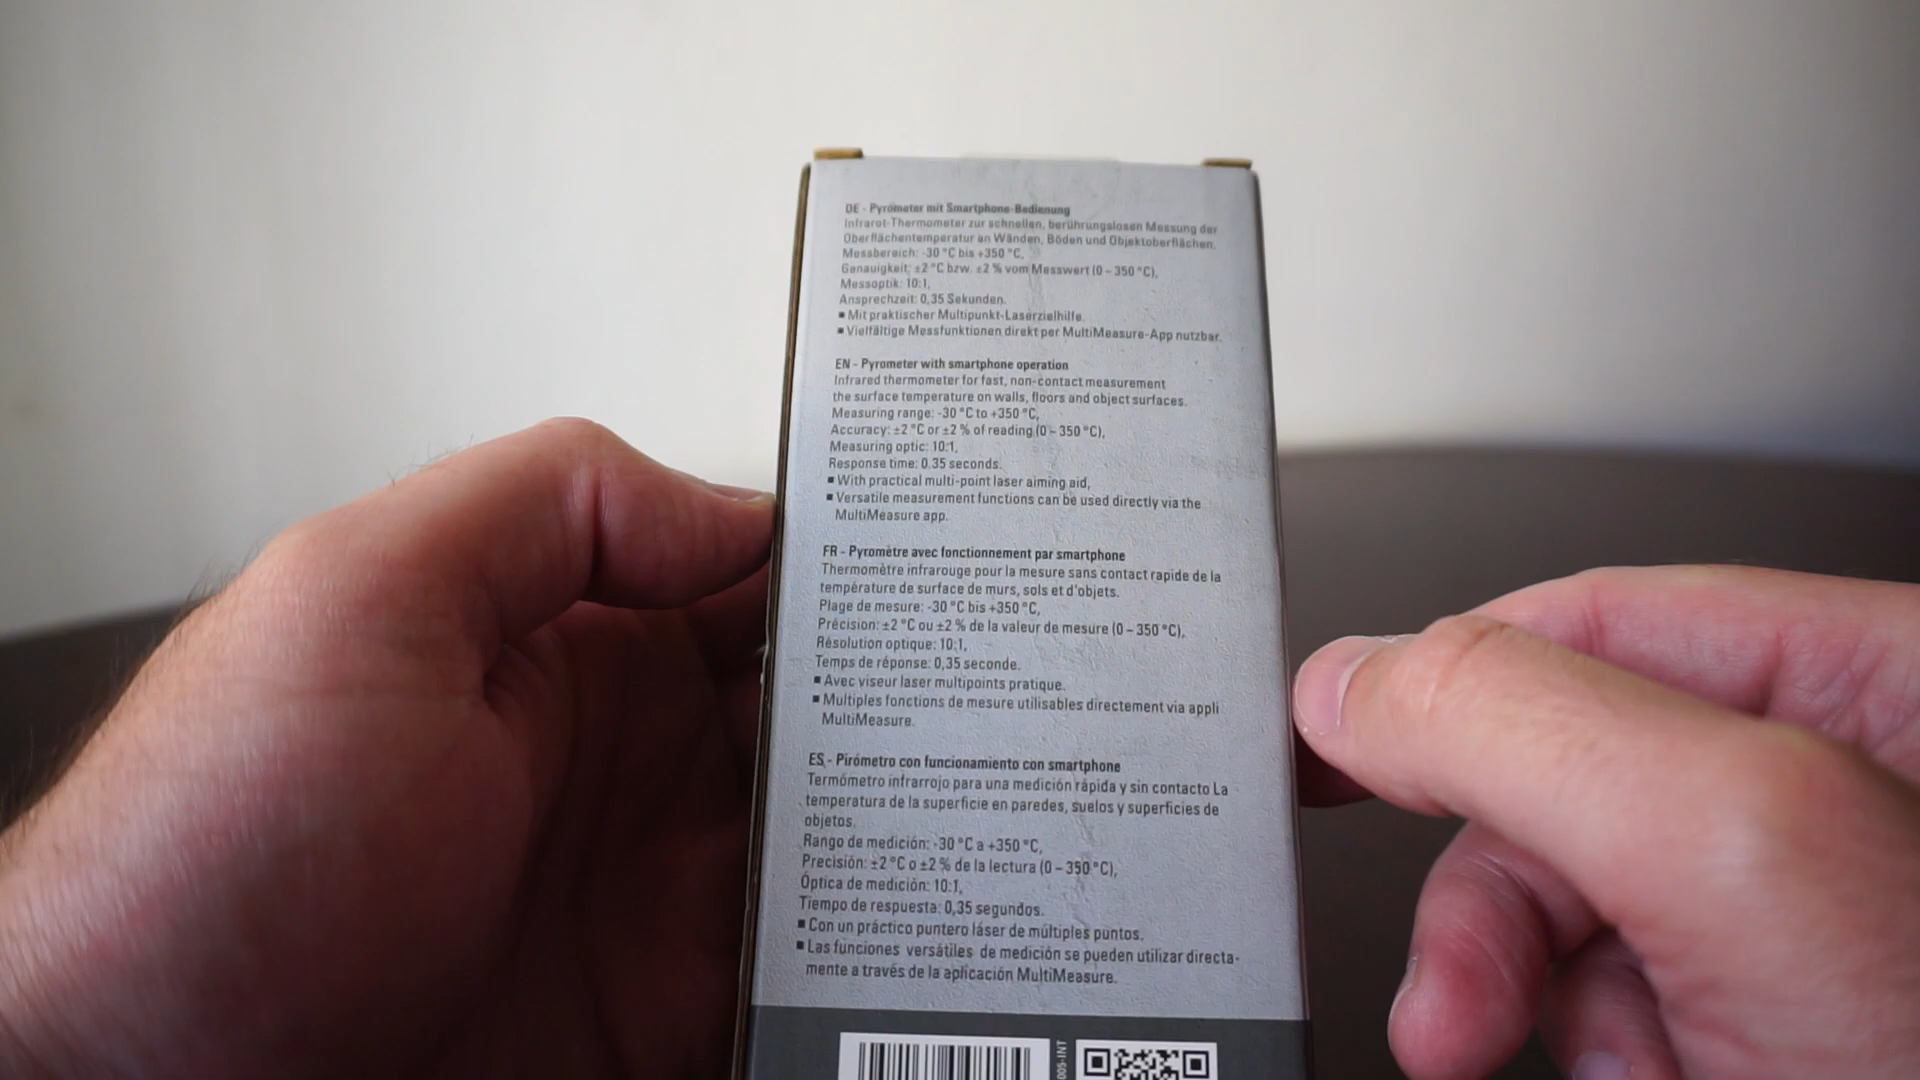 DE - Pyrometer mit Smartphone-Bedienung
Infrarot-Thermometer zur schnellen, berührungslosen Messung der
Oberflächentemperatur an Wänden, Böden und Objektoberflächen.
Messbereich: -30 °C bis +350 °C,
Genauigkeit: ±2 °C bzw. ±2 % vom Messwert (0 – 350 °C),
Messoptik: 10:1,
Ansprechzeit: 0,35 Sekunden.
▪ Mit praktischer Multipunkt-Laserzielhilfe.
▪ Vielfältige Messfunktionen direkt per MultiMeasure-App nutzbar.
EN - Pyrometer with smartphone operation
Infrared thermometer for fast, non-contact measurement
the surface temperature on walls, floors and object surfaces.
Measuring range: -30 °C to +350 °C,
Accuracy: ±2 °C or ±2 % of reading (0 – 350 °C),
Measuring optic: 10:1,
Response time: 0.35 seconds.
▪ With practical multi-point laser aiming aid,
▪ Versatile measurement functions can be used directly via the
MultiMeasure app.
FR - Pyromètre avec fonctionnement par smartphone
Thermomètre infrarouge pour la mesure sans contact rapide de la
température de surface de murs, sols et d'objets.
Plage de mesure: -30 °C bis +350 °C,
Précision: ±2 °C ou ±2 % de la valeur de mesure (0 – 350 °C),
Résolution optique: 10:1,
Temps de réponse: 0,35 seconde.
▪ Avec viseur laser multipoints pratique.
▪ Multiples fonctions de mesure utilisables directement via appli
MultiMeasure.
ES - Pirómetro con funcionamiento con smartphone
Termómetro infrarrojo para una medición rápida y sin contacto La
temperatura de la superficie en paredes, suelos y superficies de
objetos.
Rango de medición: -30 °C a +350 °C,
Precisión: ±2 °C o ±2 % de la lectura (0 – 350 °C),
Óptica de medición: 10:1,
Tiempo de respuesta: 0,35 segundos.
▪ Con un práctico puntero láser de múltiples puntos.
▪ Las funciones versátiles de medición se pueden utilizar directa-
mente a través de la aplicación MultiMeasure.